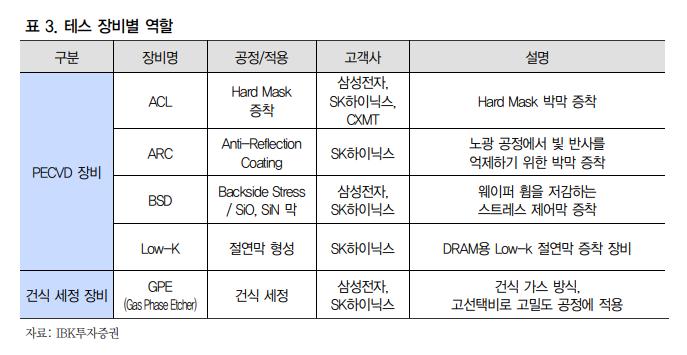 표 3. 테스 장비별 역할
구분 장비명 공정/적용 고객사 설명
PECVD 장비
ACL
Hard Mask
증착
삼성전자,
SK하이닉스,
CXMT
Hard Mask 박막 증착
ARC
Anti-Reflection
Coating
SK하이닉스
노광 공정에서 빛 반사를
억제하기 위한 박막 증착
BSD
Backside Stress
/ SiO, SiN 막
삼성전자,
SK하이닉스
웨이퍼 휨을 저감하는
스트레스 제어막 증착
Low-K
절연막 형성
SK하이닉스
DRAM용 Low-k 절연막 증착 장비
건식 세정 장비
GPE
(Gas Phase Etcher)
건식 세정
삼성전자,
SK하이닉스
건식 가스 방식,
고선택비로 고밀도 공정에 적용
자료: IBK투자증권